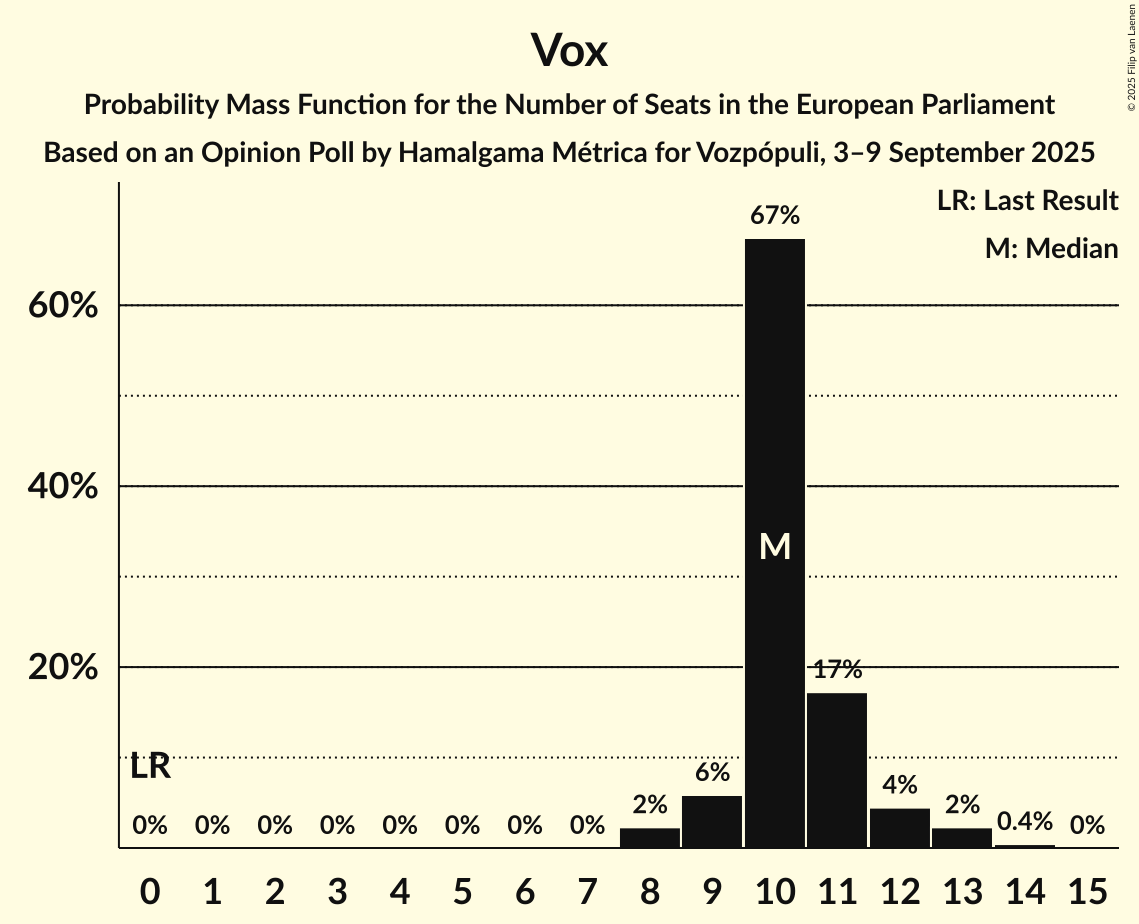 Vox
Probability Mass Function for the Number of Seats in the European Parliament
Based on an Opinion Poll by Hamalgama Métrica for Vozpópuli, 3–9 September 2025
© 2025 Filip van Laenen
LR: Last Result
M: Median
67%
60%
40%
M
20%
17%
LR
6%
4%
2%
2%
0.4%
0% 0% 0% 0% 0% 0% 0% 0% 0%
0 1 2 3 4 5 6 7 8 9 10 11 12 13 14 15